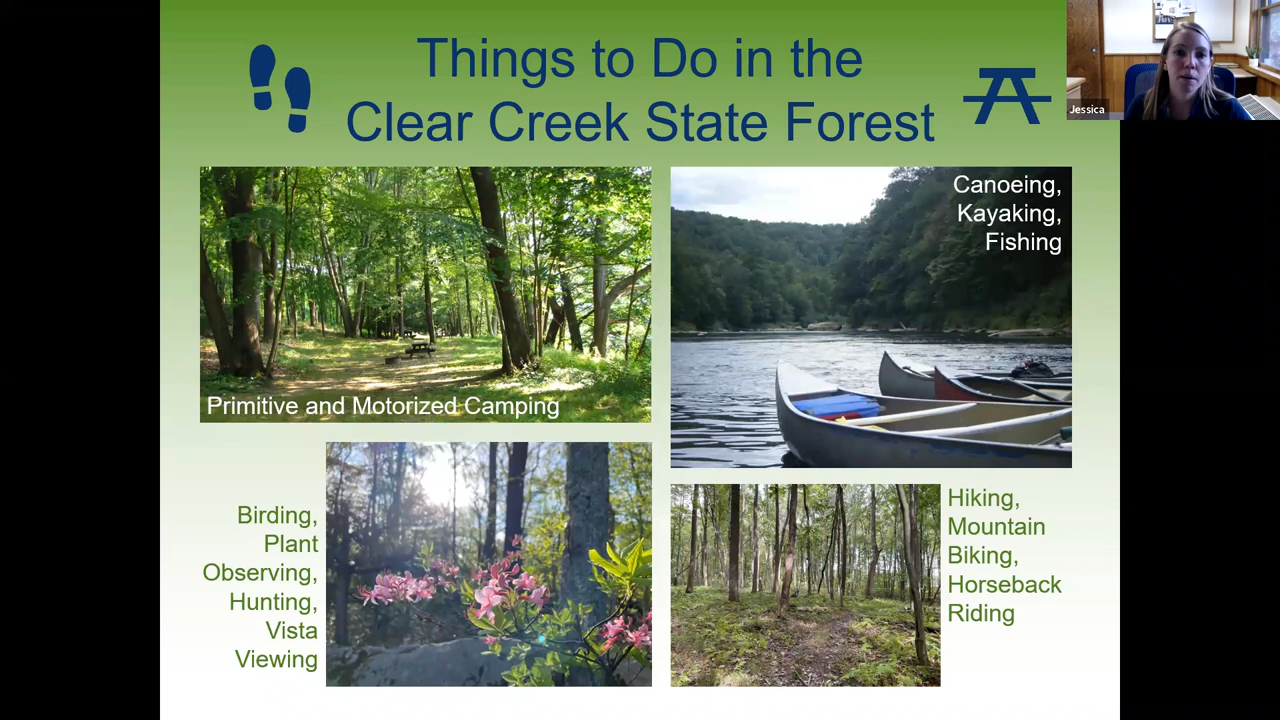 Things to Do in the
Clear Creek State Forest
Jessica
Primitive and Motorized Camping
Canoeing,
Kayaking,
Fishing
Birding,
Plant
Observing,
Hunting,
Vista
Viewing
Hiking,
Mountain
Biking,
Horseback
Riding